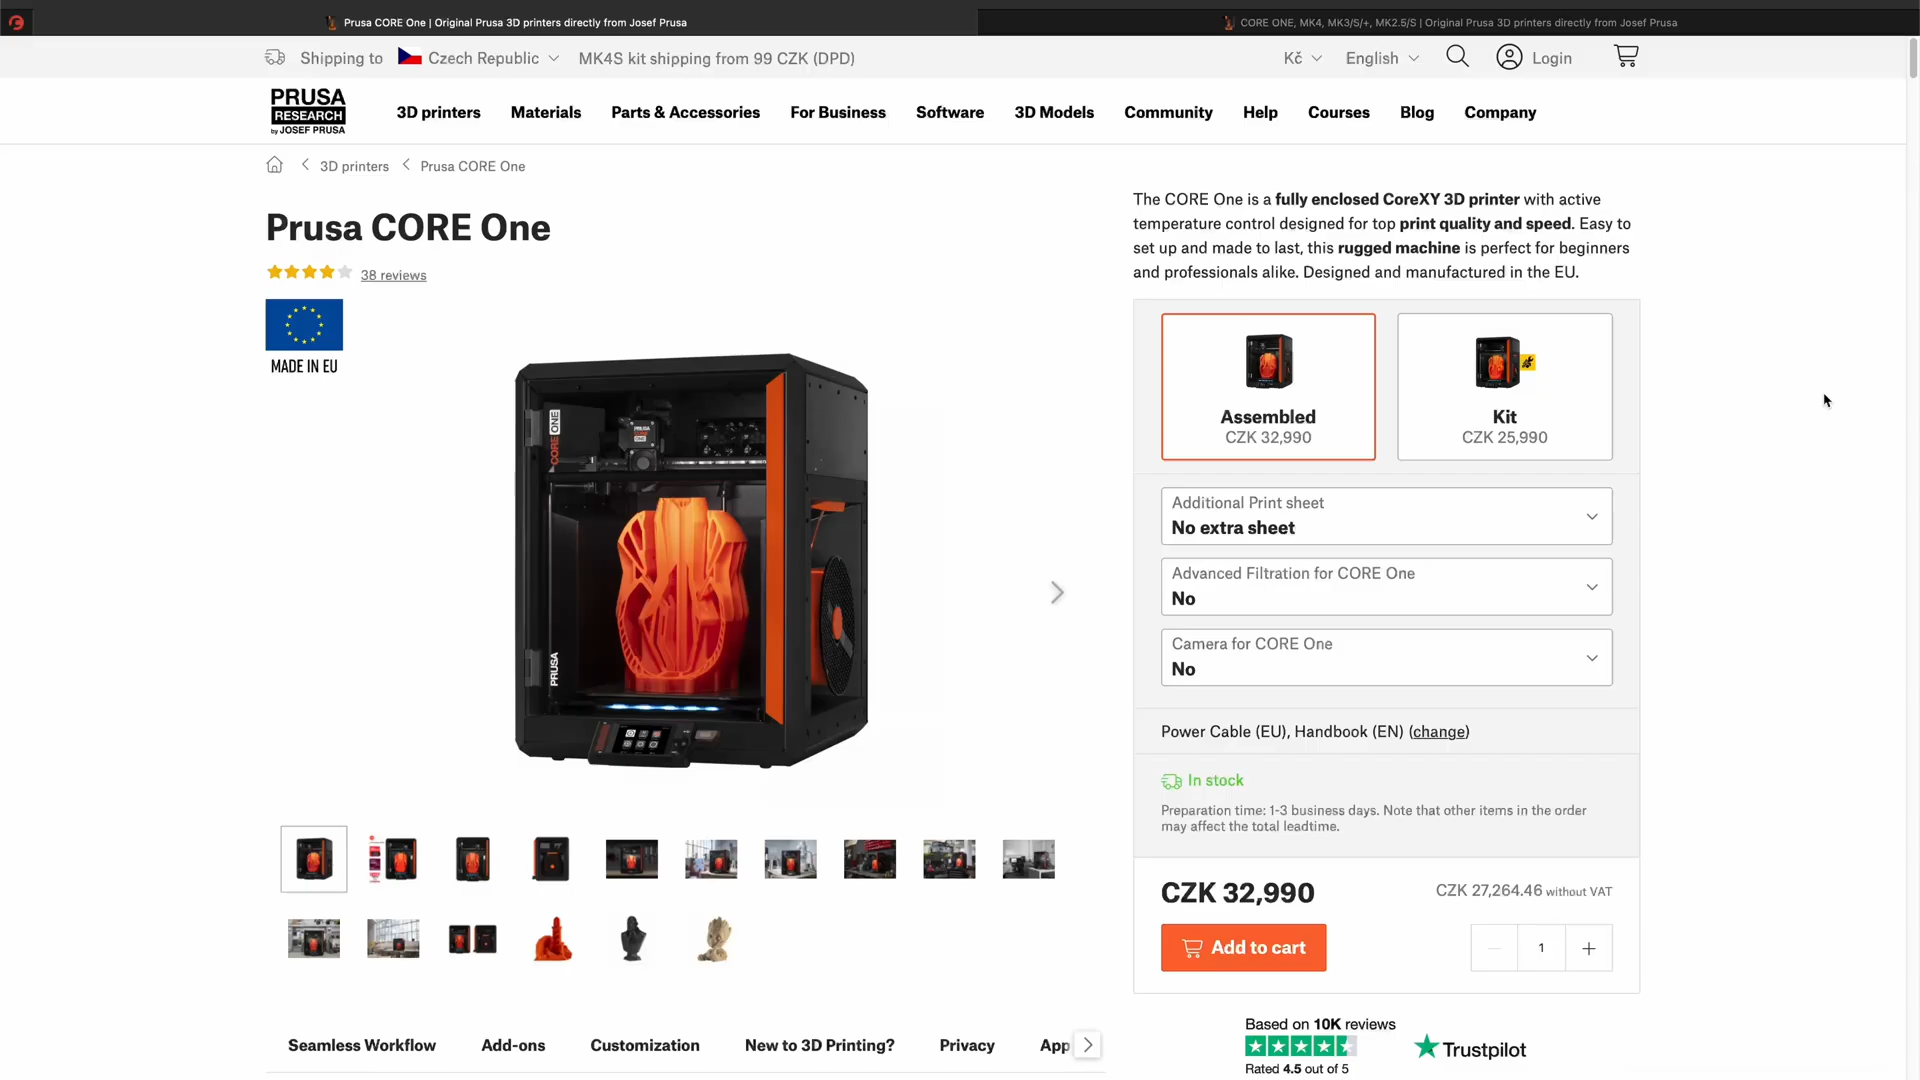 Prusa CORE One | Original Prusa 3D printers directly from Josef Prusa
CORE ONE, MK4, MK3/S/+, MK2.5/S | Original Prusa 3D printers directly from Josef Prusa
Shipping to Czech Republic MK4S kit shipping from 99 CZK (DPD)
Kč English Login
PRUSA
RESEARCH
by JOSEF PRUSA
3D printers Materials Parts & Accessories For Business Software 3D Models Community Help Courses Blog Company
3D printers Prusa CORE One
Prusa CORE One
38 reviews
MADE IN EU
CORE ONE
PRUSA
CORE
ONE
PRUSA
The CORE One is a fully enclosed CoreXY 3D printer with active
temperature control designed for top print quality and speed. Easy to
set up and made to last, this rugged machine is perfect for beginners
and professionals alike. Designed and manufactured in the EU.
Assembled
CZK 32,990
Kit
CZK 25,990
Additional Print sheet
No extra sheet
Advanced Filtration for CORE One
No
Camera for CORE One
No
Power Cable (EU), Handbook (EN) (change)
In stock
Preparation time: 1-3 business days. Note that other items in the order
may affect the total leadtime.
CZK 32,990
CZK 27,264.46 without VAT
Add to cart
1
Seamless Workflow Add-ons Customization New to 3D Printing? Privacy App
Based on 10K reviews
Trustpilot
Rated 4.5 out of 5